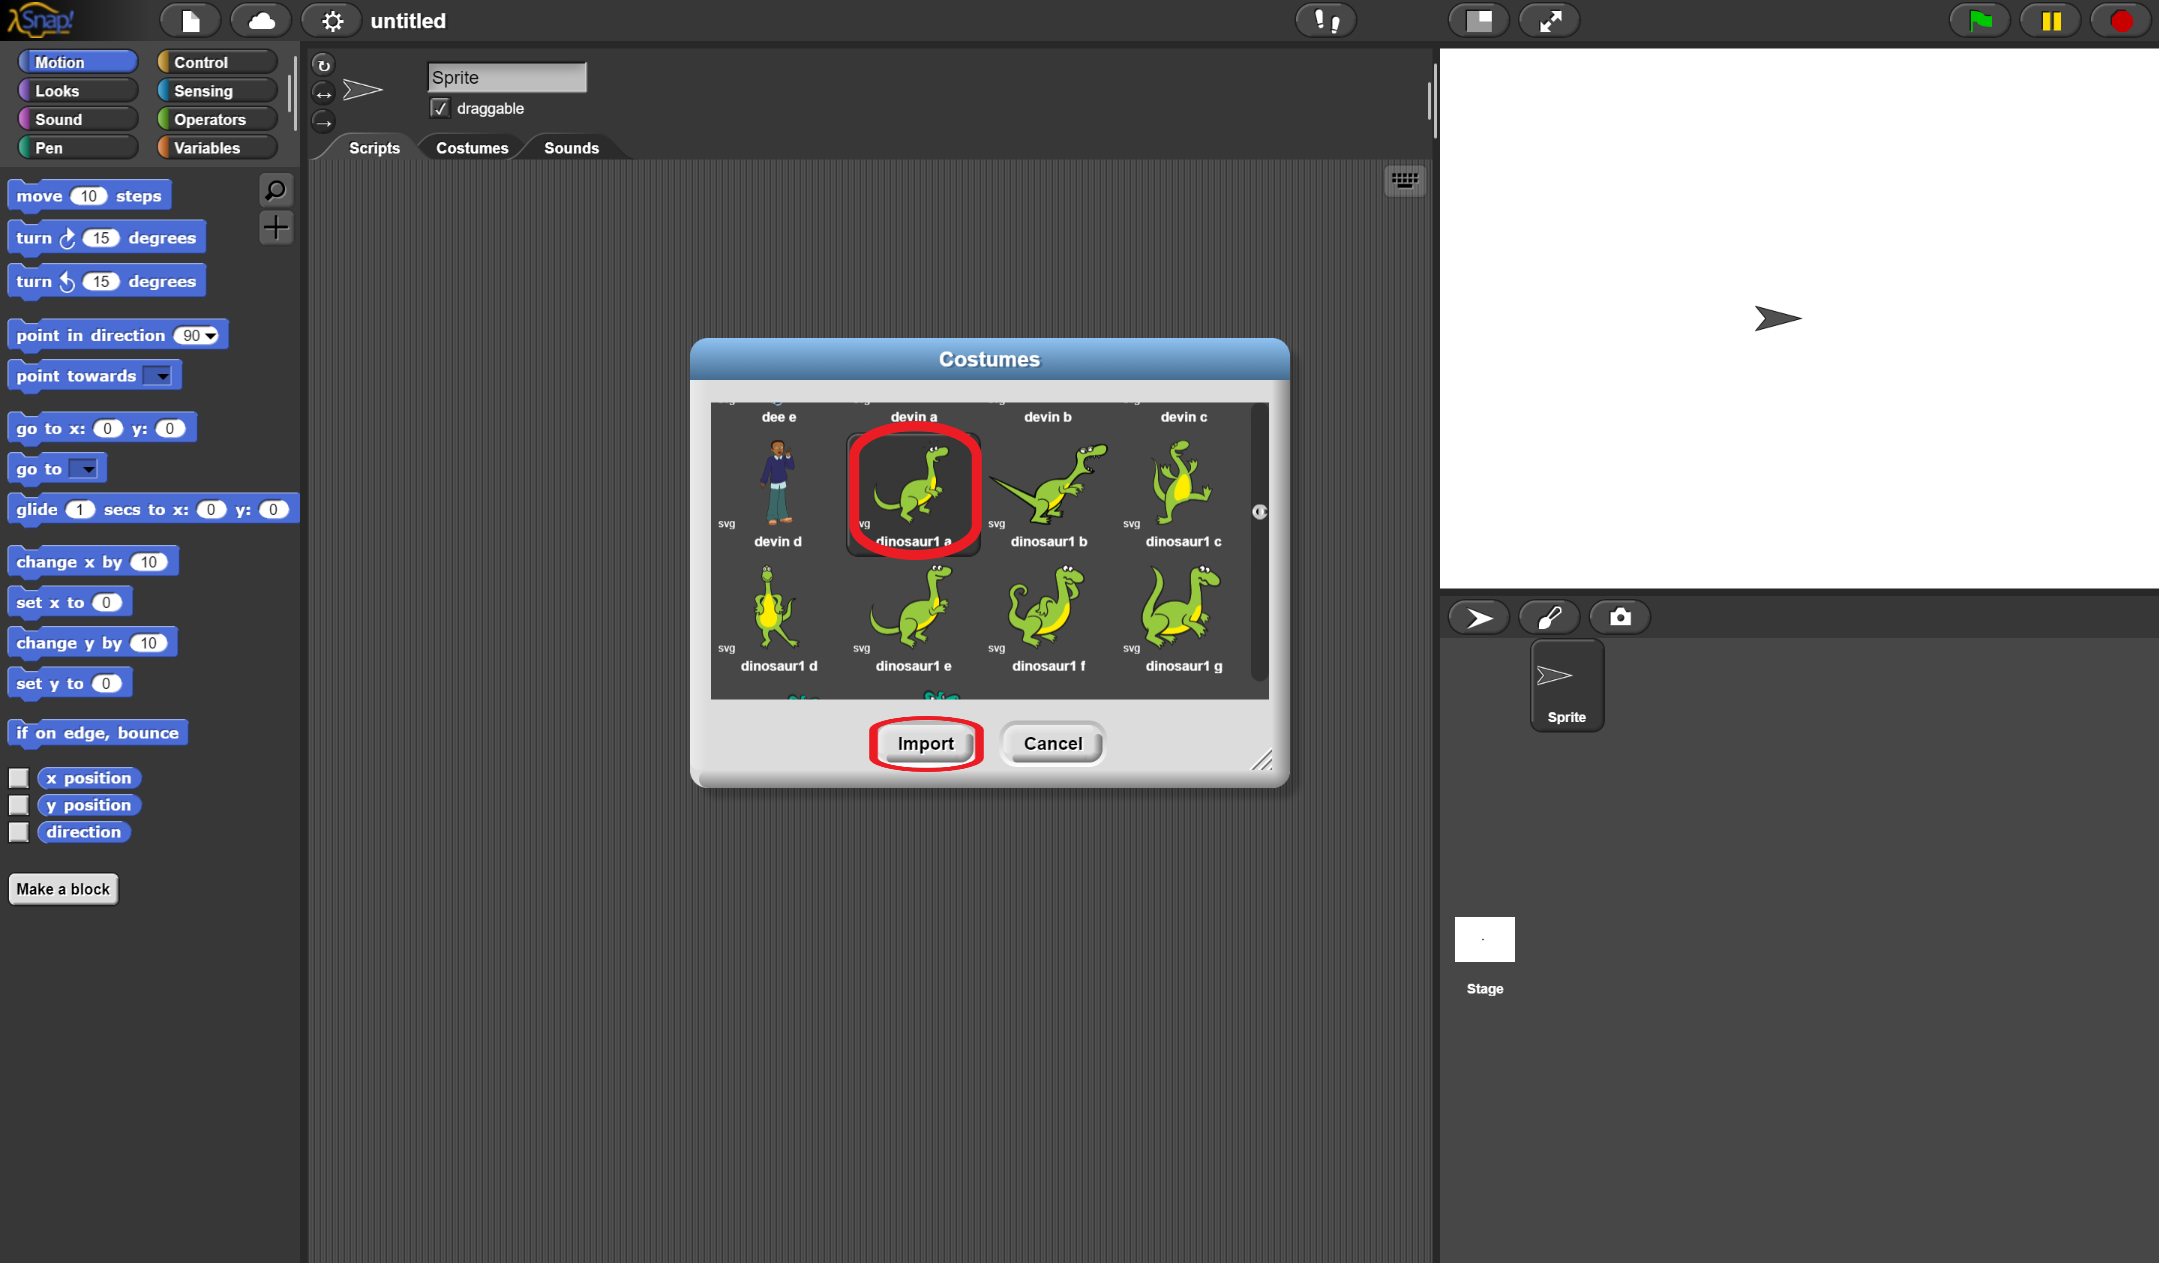 Snap!
untitled
Motion
Control
Looks
Sensing
Sound
Operators
Pen
Variables
move 10 steps
turn 15 degrees
turn 15 degrees
point in direction 90
point towards
go to x: 0 y: 0
go to
glide 1 secs to x: 0 y: 0
change x by 10
set x to 0
change y by 10
set y to 0
if on edge, bounce
x position
y position
direction
Make a block
Sprite
draggable
Scripts
Costumes
Sounds
Costumes
dee e
devin a
devin b
devin c
svg
svg
svg
devin d
dinosaur1 a
dinosaur1 b
dinosaur1 c
svg
svg
svg
svg
dinosaur1 d
dinosaur1 e
dinosaur1 f
dinosaur1 g
Import
Cancel
Sprite
Stage